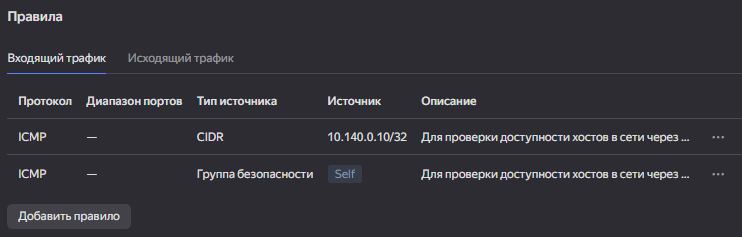 Правила
Входящий трафик Исходящий трафик
Протокол Диапазон портов Тип источника Источник Описание
ICMP — CIDR 10.140.0.10/32 Для проверки доступности хостов в сети через ... ...
ICMP — Группа безопасности Self Для проверки доступности хостов в сети через ... ...
Добавить правило